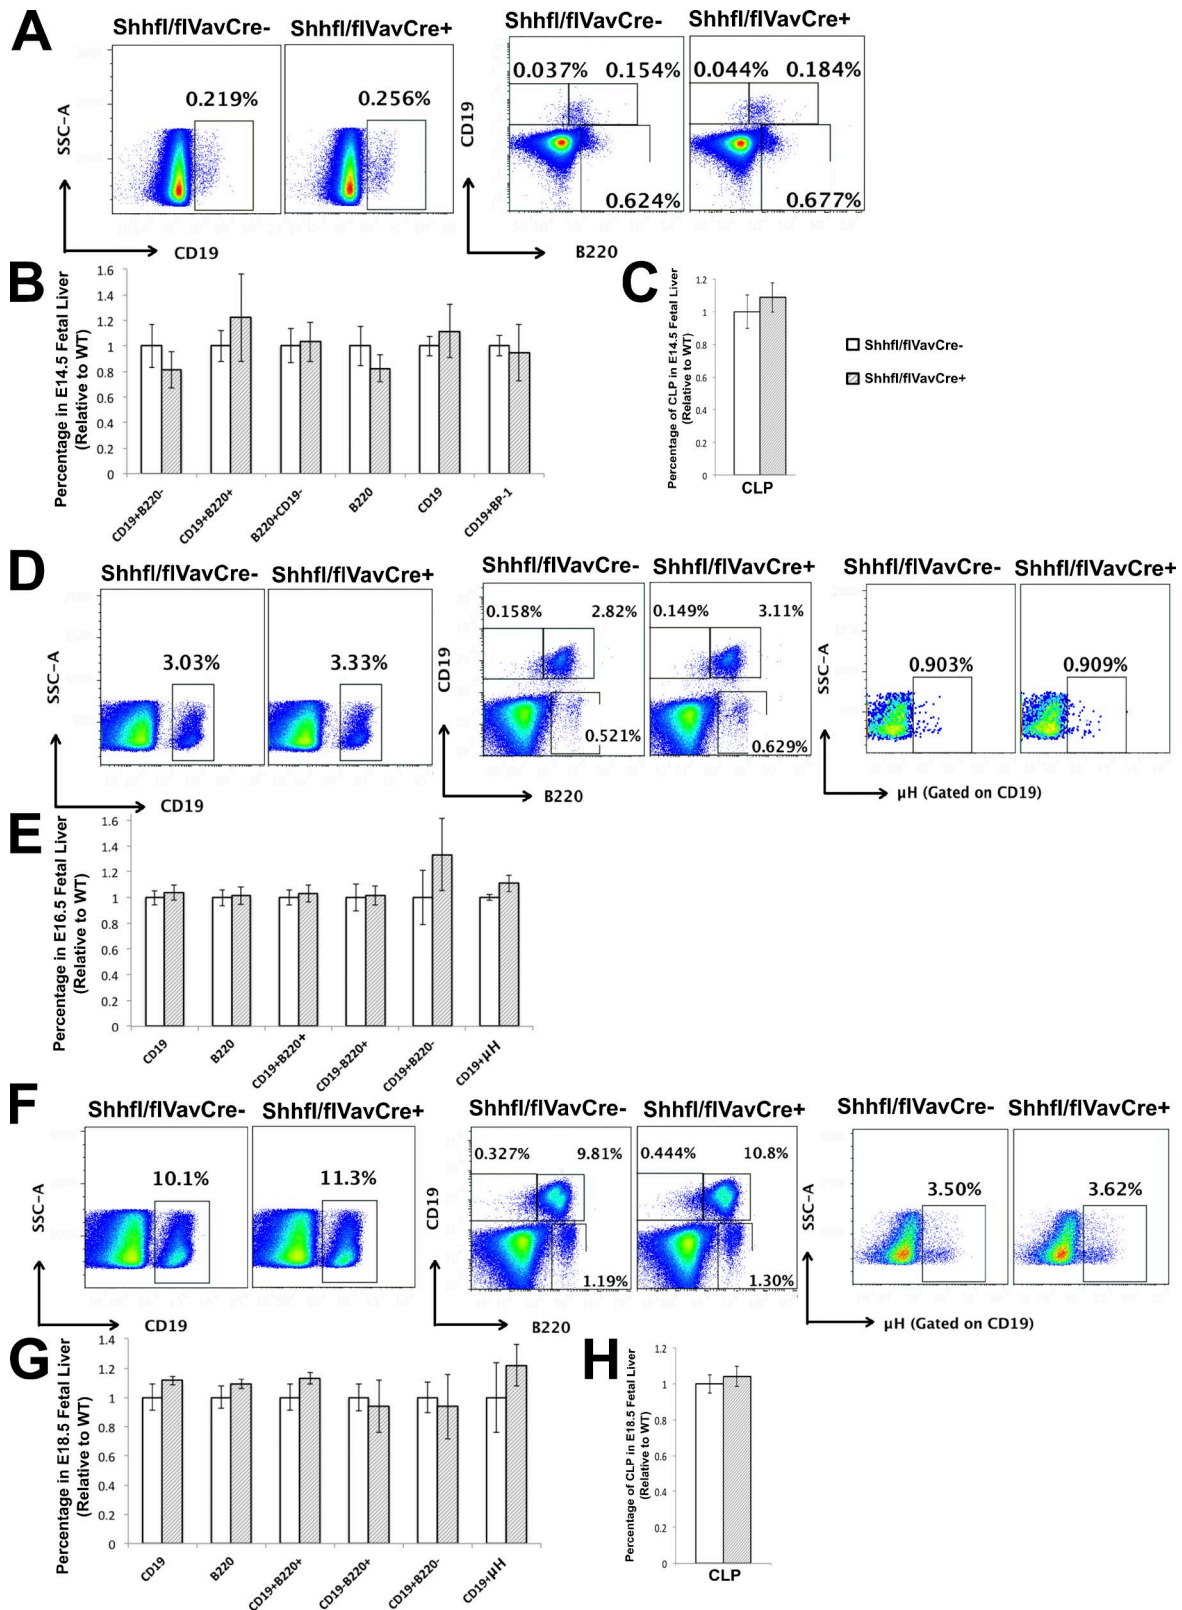 A
Shhfl/flVavCre-
Shhfl/flVavCre+
SSC-A
0.219%
0.256%
CD19
Shhfl/flVavCre-
Shhfl/flVavCre+
CD19
0.037%
0.154%
0.044%
0.184%
0.624%
0.677%
B220
B
Percentage in E14.5 Fetal Liver
(Relative to WT)
1.6
1.4
1.2
1
0.8
0.6
0.4
0.2
0
CD19+B220-
CD19+B220+
B220+CD19-
B220
CD19
CD19+BP-1
C
Percentage of CLP in E14.5 Fetal Liver
(Relative to WT)
1.2
1
0.8
0.6
0.4
0.2
0
CLP
Shhfl/flVavCre-
Shhfl/flVavCre+
D
Shhfl/flVavCre-
Shhfl/flVavCre+
SSC-A
3.03%
3.33%
CD19
Shhfl/flVavCre-
Shhfl/flVavCre+
CD19
0.158%
2.82%
0.149%
3.11%
0.521%
0.629%
B220
Shhfl/flVavCre-
Shhfl/flVavCre+
SSC-A
0.903%
0.909%
µH (Gated on CD19)
E
Percentage in E16.5 Fetal Liver
(Relative to WT)
1.6
1.4
1.2
1
0.8
0.6
0.4
0.2
0
CD19
B220
CD19+B220+
CD19-B220+
CD19+B220-
CD19+µH
F
Shhfl/flVavCre-
Shhfl/flVavCre+
SSC-A
10.1%
11.3%
CD19
Shhfl/flVavCre-
Shhfl/flVavCre+
CD19
0.327%
9.81%
0.444%
10.8%
1.19%
1.30%
B220
Shhfl/flVavCre-
Shhfl/flVavCre+
SSC-A
3.50%
3.62%
µH (Gated on CD19)
G
Percentage in E18.5 Fetal Liver
(Relative to WT)
1.4
1.2
1
0.8
0.6
0.4
0.2
0
CD19
B220
CD19+B220+
CD19-B220+
CD19+B220-
CD19+µH
H
Percentage of CLP in E18.5 Fetal Liver
(Relative to WT)
1.2
1
0.8
0.6
0.4
0.2
0
CLP